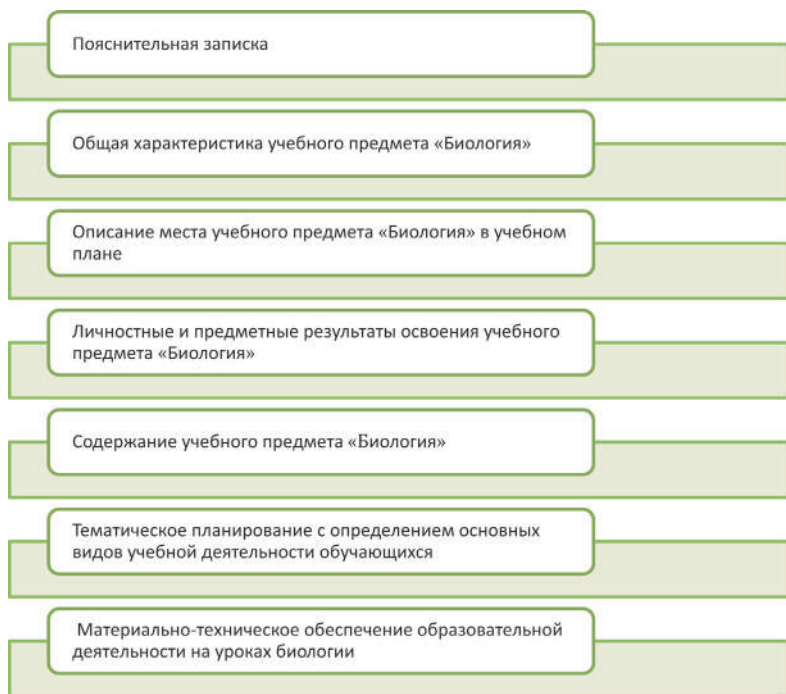 Пояснительная записка
Общая характеристика учебного предмета «Биология»
Описание места учебного предмета «Биология» в учебном
плане
Личностные и предметные результаты освоения учебного
предмета «Биология»
Содержание учебного предмета «Биология»
Тематическое планирование с определением основных
видов учебной деятельности обучающихся
Материально-техническое обеспечение образовательной
деятельности на уроках биологии